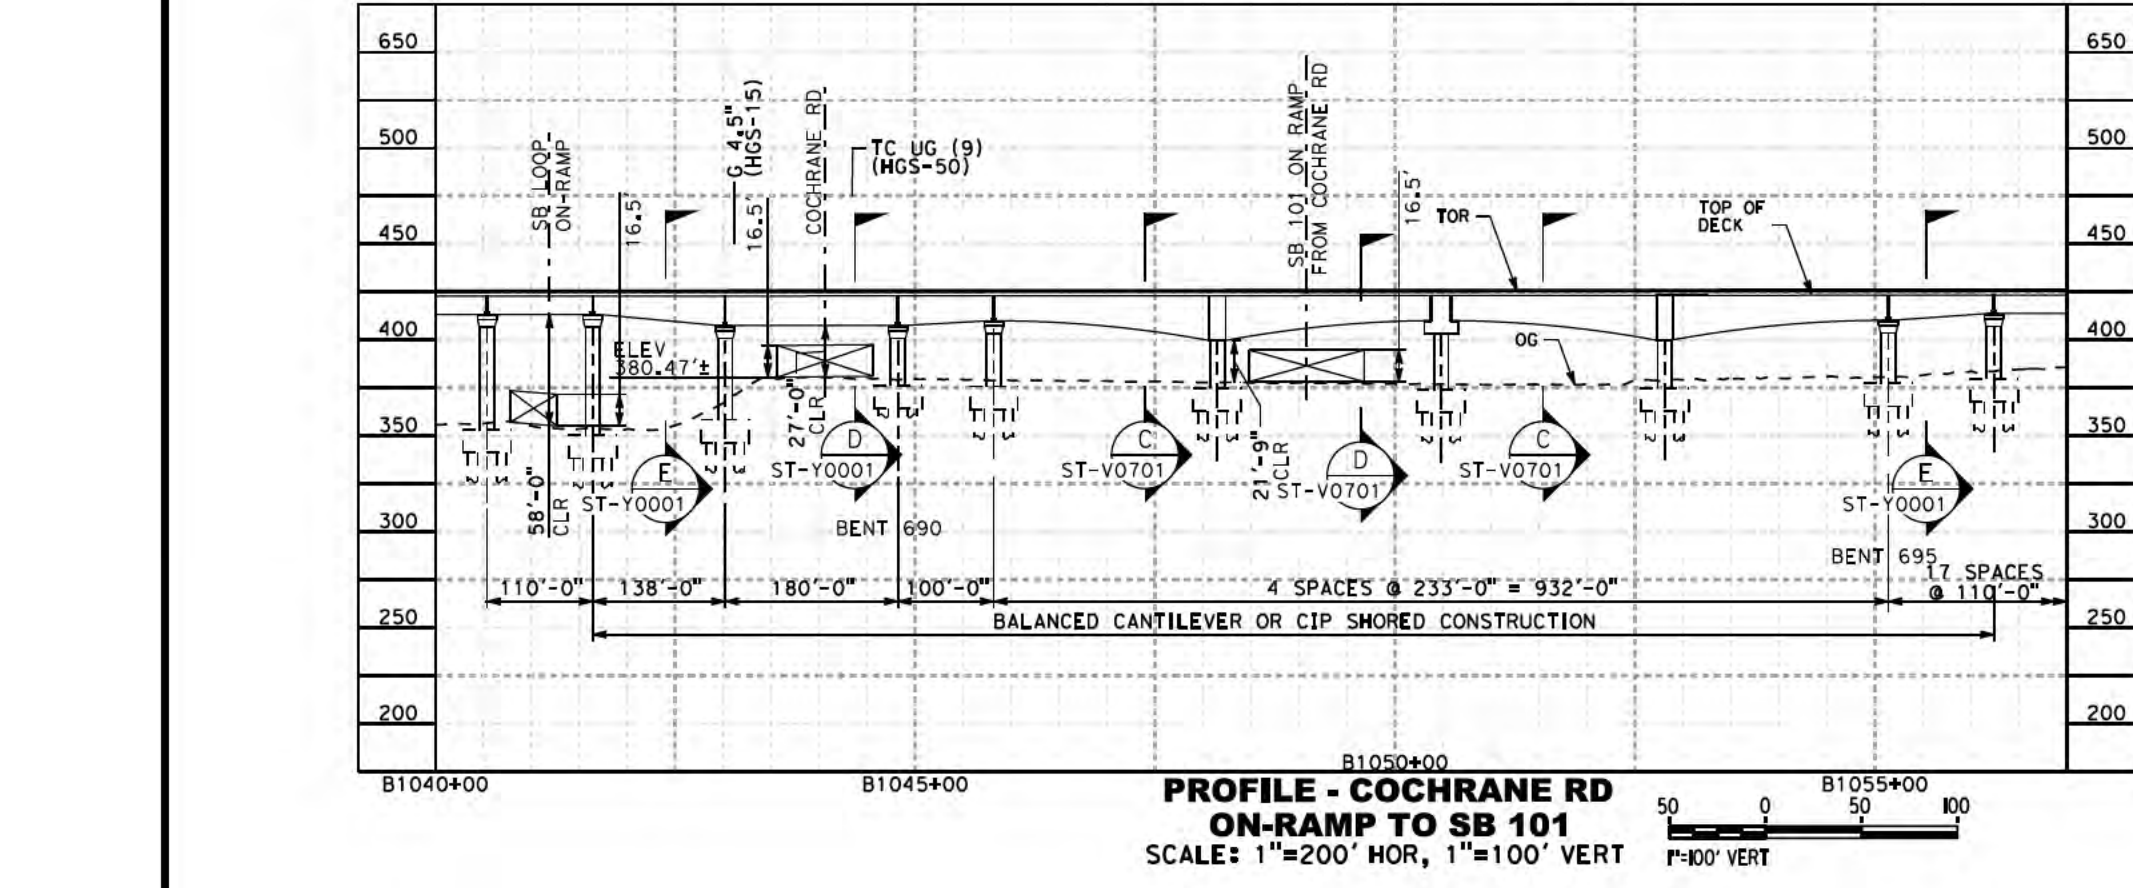 650
500
450
400
350
300
250
200
SB LOOP
ON-RAMP
16.5'
G 4.5"
(HGS-15)
16.5'
COCHRANE RD
TC UG (9)
(HGS-50)
SB 101 ON RAMP
FROM COCHRANE RD
16.5'
TOR
TOP OF
DECK
650
500
450
400
350
300
250
200
ELEV
380.47'±
OG
58'-0"
CLR
E
ST-Y0001
27'-0"
CLR
D
ST-Y0001
C
ST-V0701
21'-9"
CLR
D
ST-V0701
C
ST-V0701
E
ST-Y0001
BENT 690
BENT 695
110'-0"
138'-0"
180'-0"
100'-0"
4 SPACES @ 233'-0" = 932'-0"
17 SPACES
@ 110'-0"
BALANCED CANTILEVER OR CIP SHORED CONSTRUCTION
B1040+00
B1045+00
B1050+00
B1055+00
PROFILE - COCHRANE RD
ON-RAMP TO SB 101
SCALE: 1"=200' HOR, 1"=100' VERT
50 0 50 100
1"=100' VERT